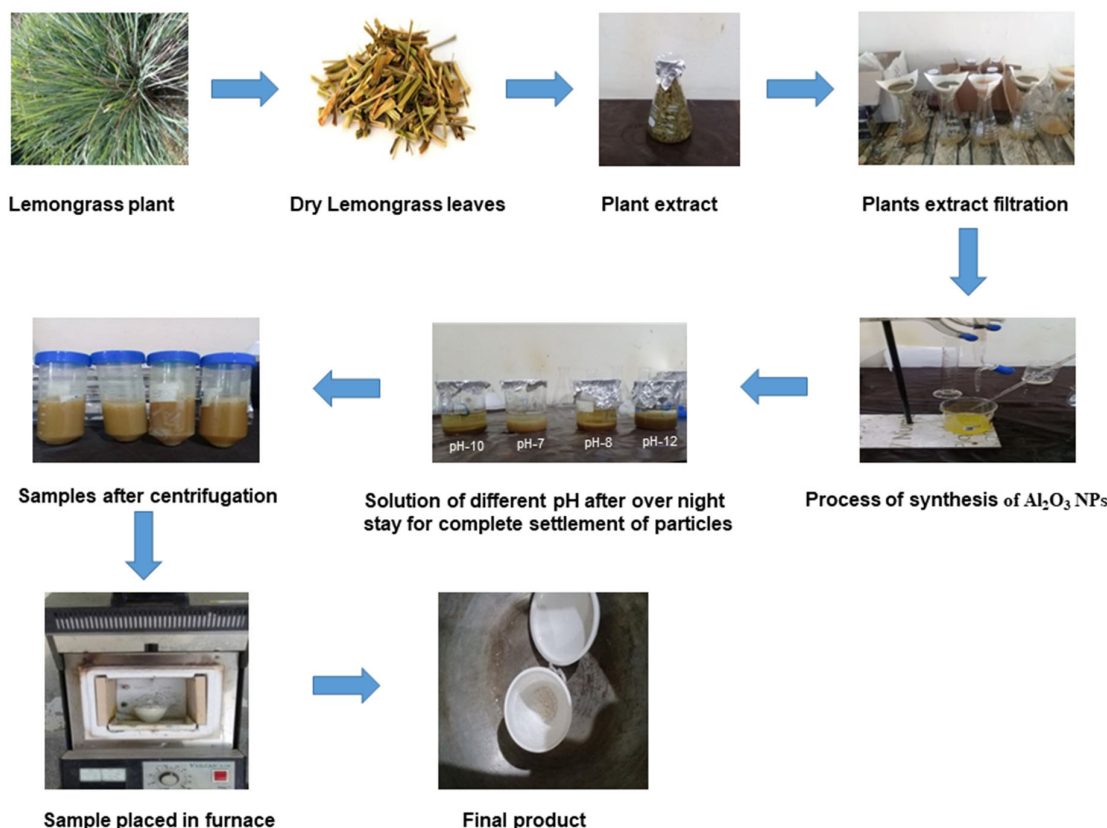 Lemongrass plant
Dry Lemongrass leaves
Plant extract
Plants extract filtration
Process of synthesis of Al₂O₃ NPs
pH-10
pH-7
pH-8
pH-12
Solution of different pH after over night
stay for complete settlement of particles
Samples after centrifugation
Sample placed in furnace
Final product